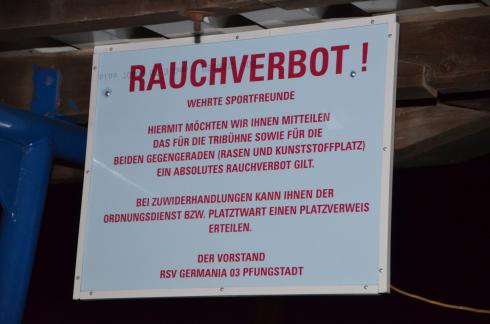 RAUCHVERBOT !
WEHRTE SPORTFREUNDE
HIERMIT MÖCHTEN WIR IHNEN MITTEILEN
DAS FÜR DIE TRIBÜHNE SOWIE FÜR DIE
BEIDEN GEGENGERADEN (RASEN UND KUNSTSTOFFPLATZ)
EIN ABSOLUTES RAUCHVERBOT GILT.
BEI ZUWIDERHANDLUNGEN KANN IHNEN DER
ORDNUNGSDIENST BZW. PLATZTWART EINEN PLATZVERWEIS
ERTEILEN.
DER VORSTAND
RSV GERMANIA 03 PFUNGSTADT